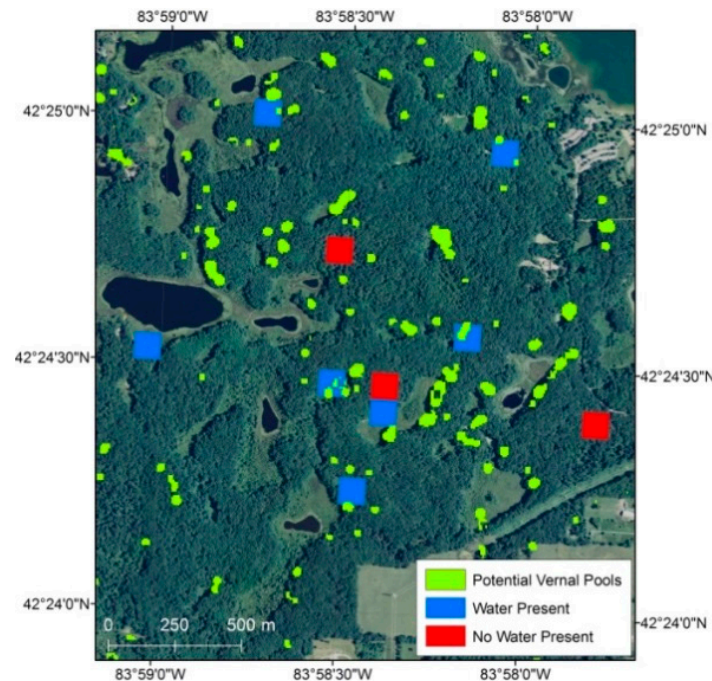 83°59'0"W 83°58'30"W 83°58'0"W
42°25'0"N 42°25'0"N
42°24'30"N 42°24'30"N
42°24'0"N 42°24'0"N
Potential Vernal Pools
Water Present
No Water Present
0 250 500 m
83°59'0"W 83°58'30"W 83°58'0"W